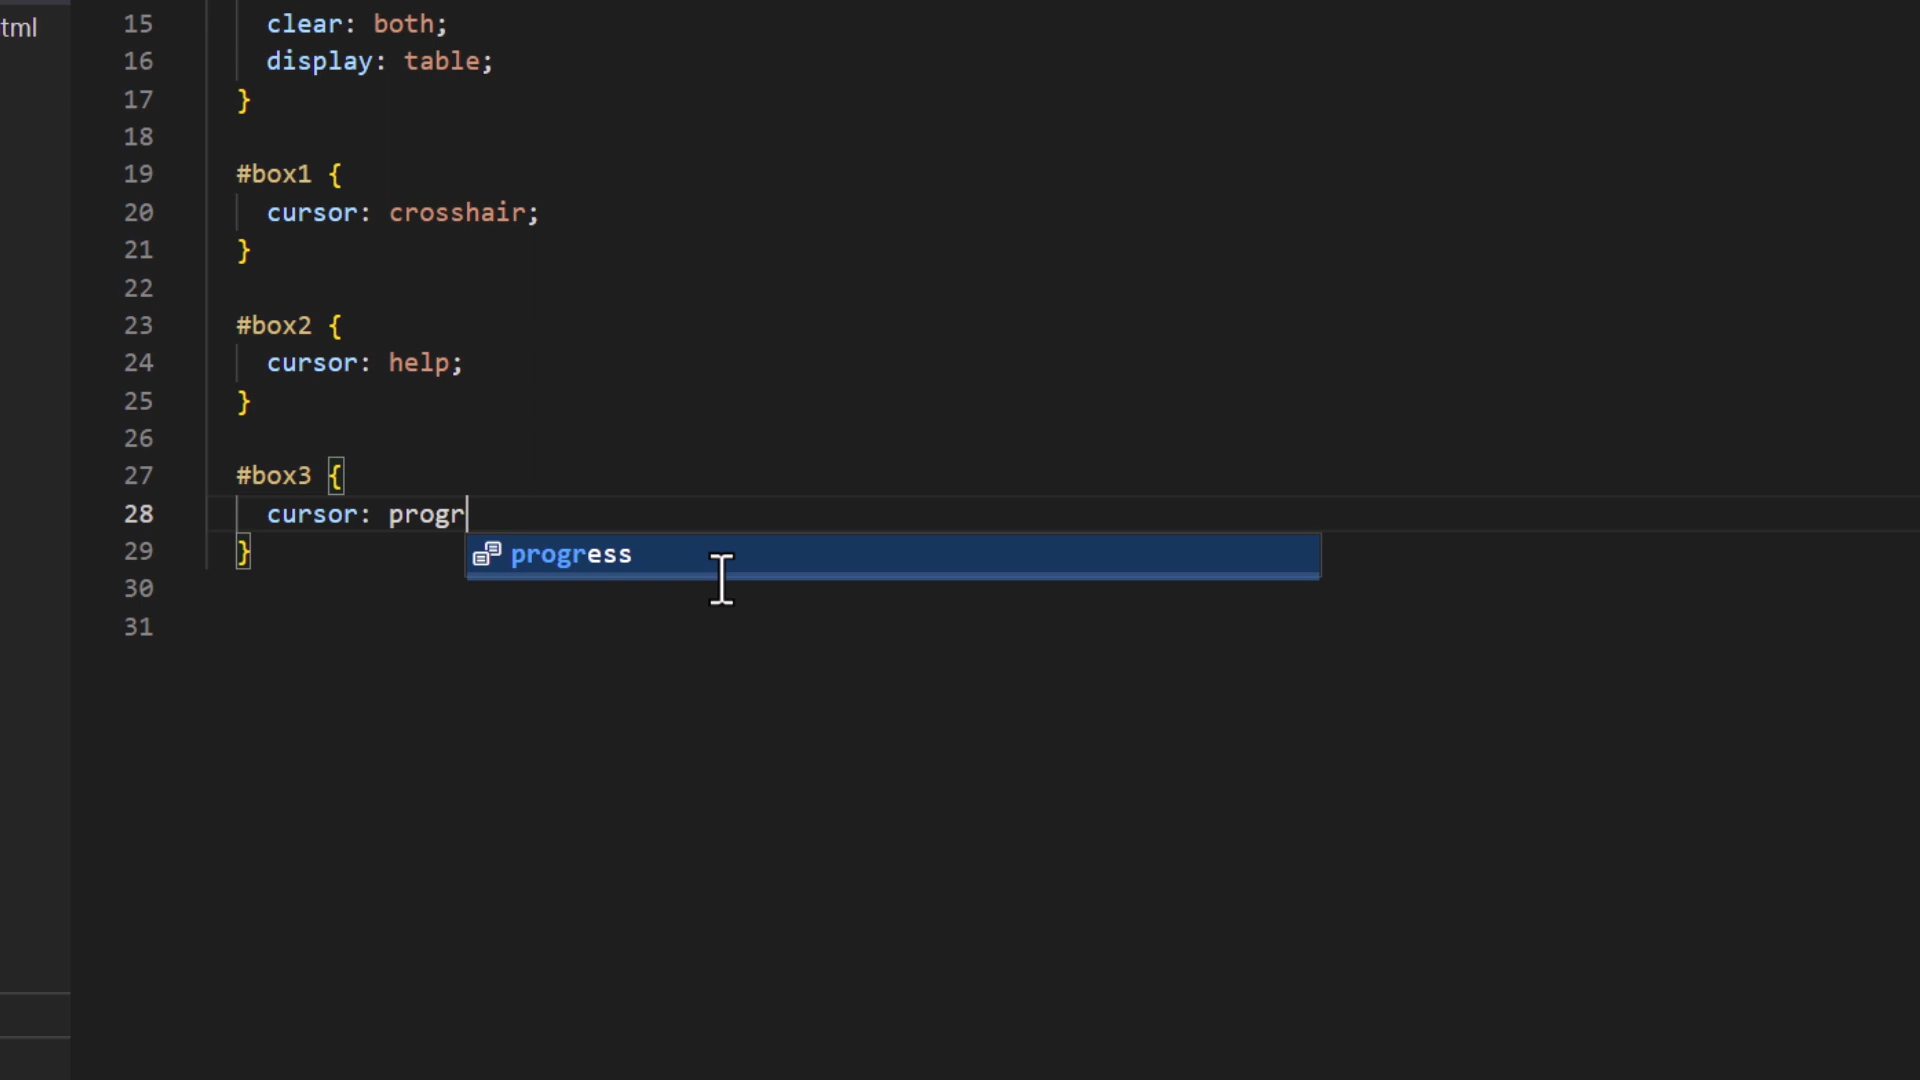 tml
15 clear: both;
16 display: table;
17 }
18
19 #box1 {
20 cursor: crosshair;
21 }
22
23 #box2 {
24 cursor: help;
25 }
26
27 #box3 {
28 cursor: progr
29 }
progress
30
31